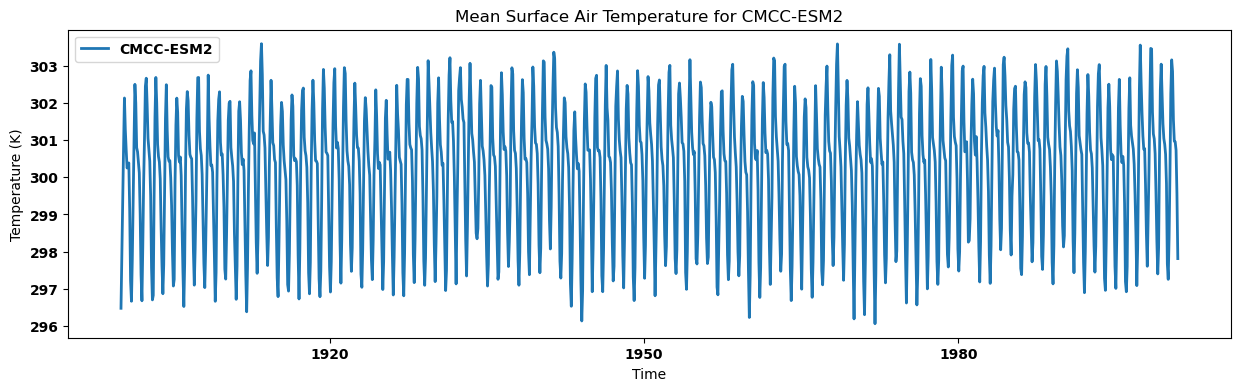 Mean Surface Air Temperature for CMCC-ESM2
CMCC-ESM2
Temperature (K)
303
302
301
300
299
298
297
296
1920
1950
1980
Time